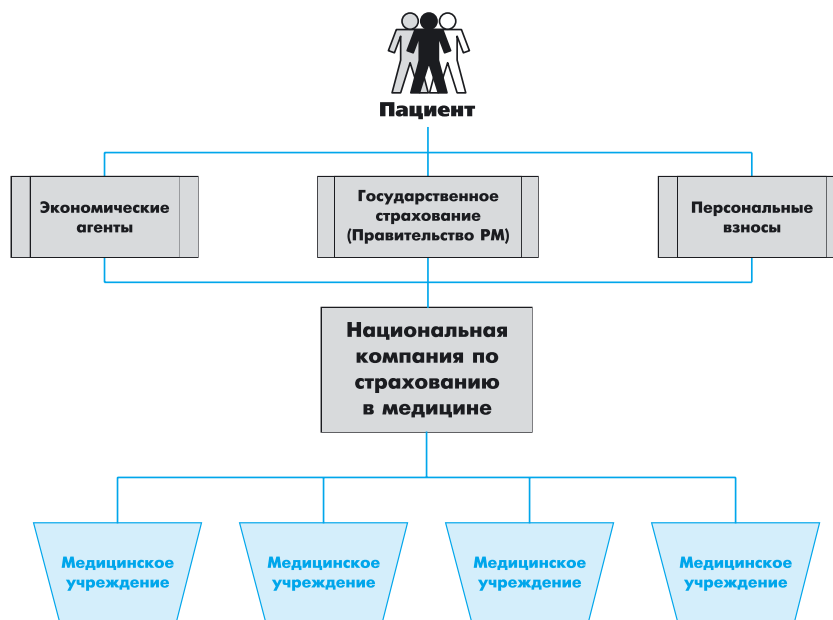 Пациент
Экономические
агенты
Государственное
страхование
(Правительство РМ)
Персональные
взносы
Национальная
компания по
страхованию
в медицине
Медицинское
учреждение
Медицинское
учреждение
Медицинское
учреждение
Медицинское
учреждение